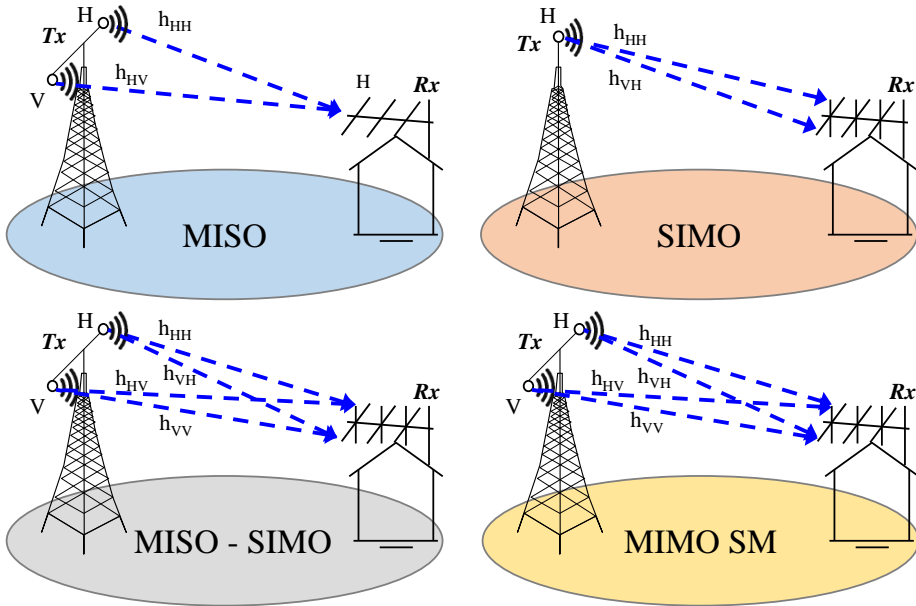 H
Tx
h_HH
V
h_HV
H
Rx
MISO
H
h_HH
h_VH
Rx
SIMO
H
Tx
h_HH
h_VH
h_HV
V
h_VV
Rx
MISO - SIMO
H
Tx
h_HH
h_VH
h_HV
V
h_VV
Rx
MIMO SM